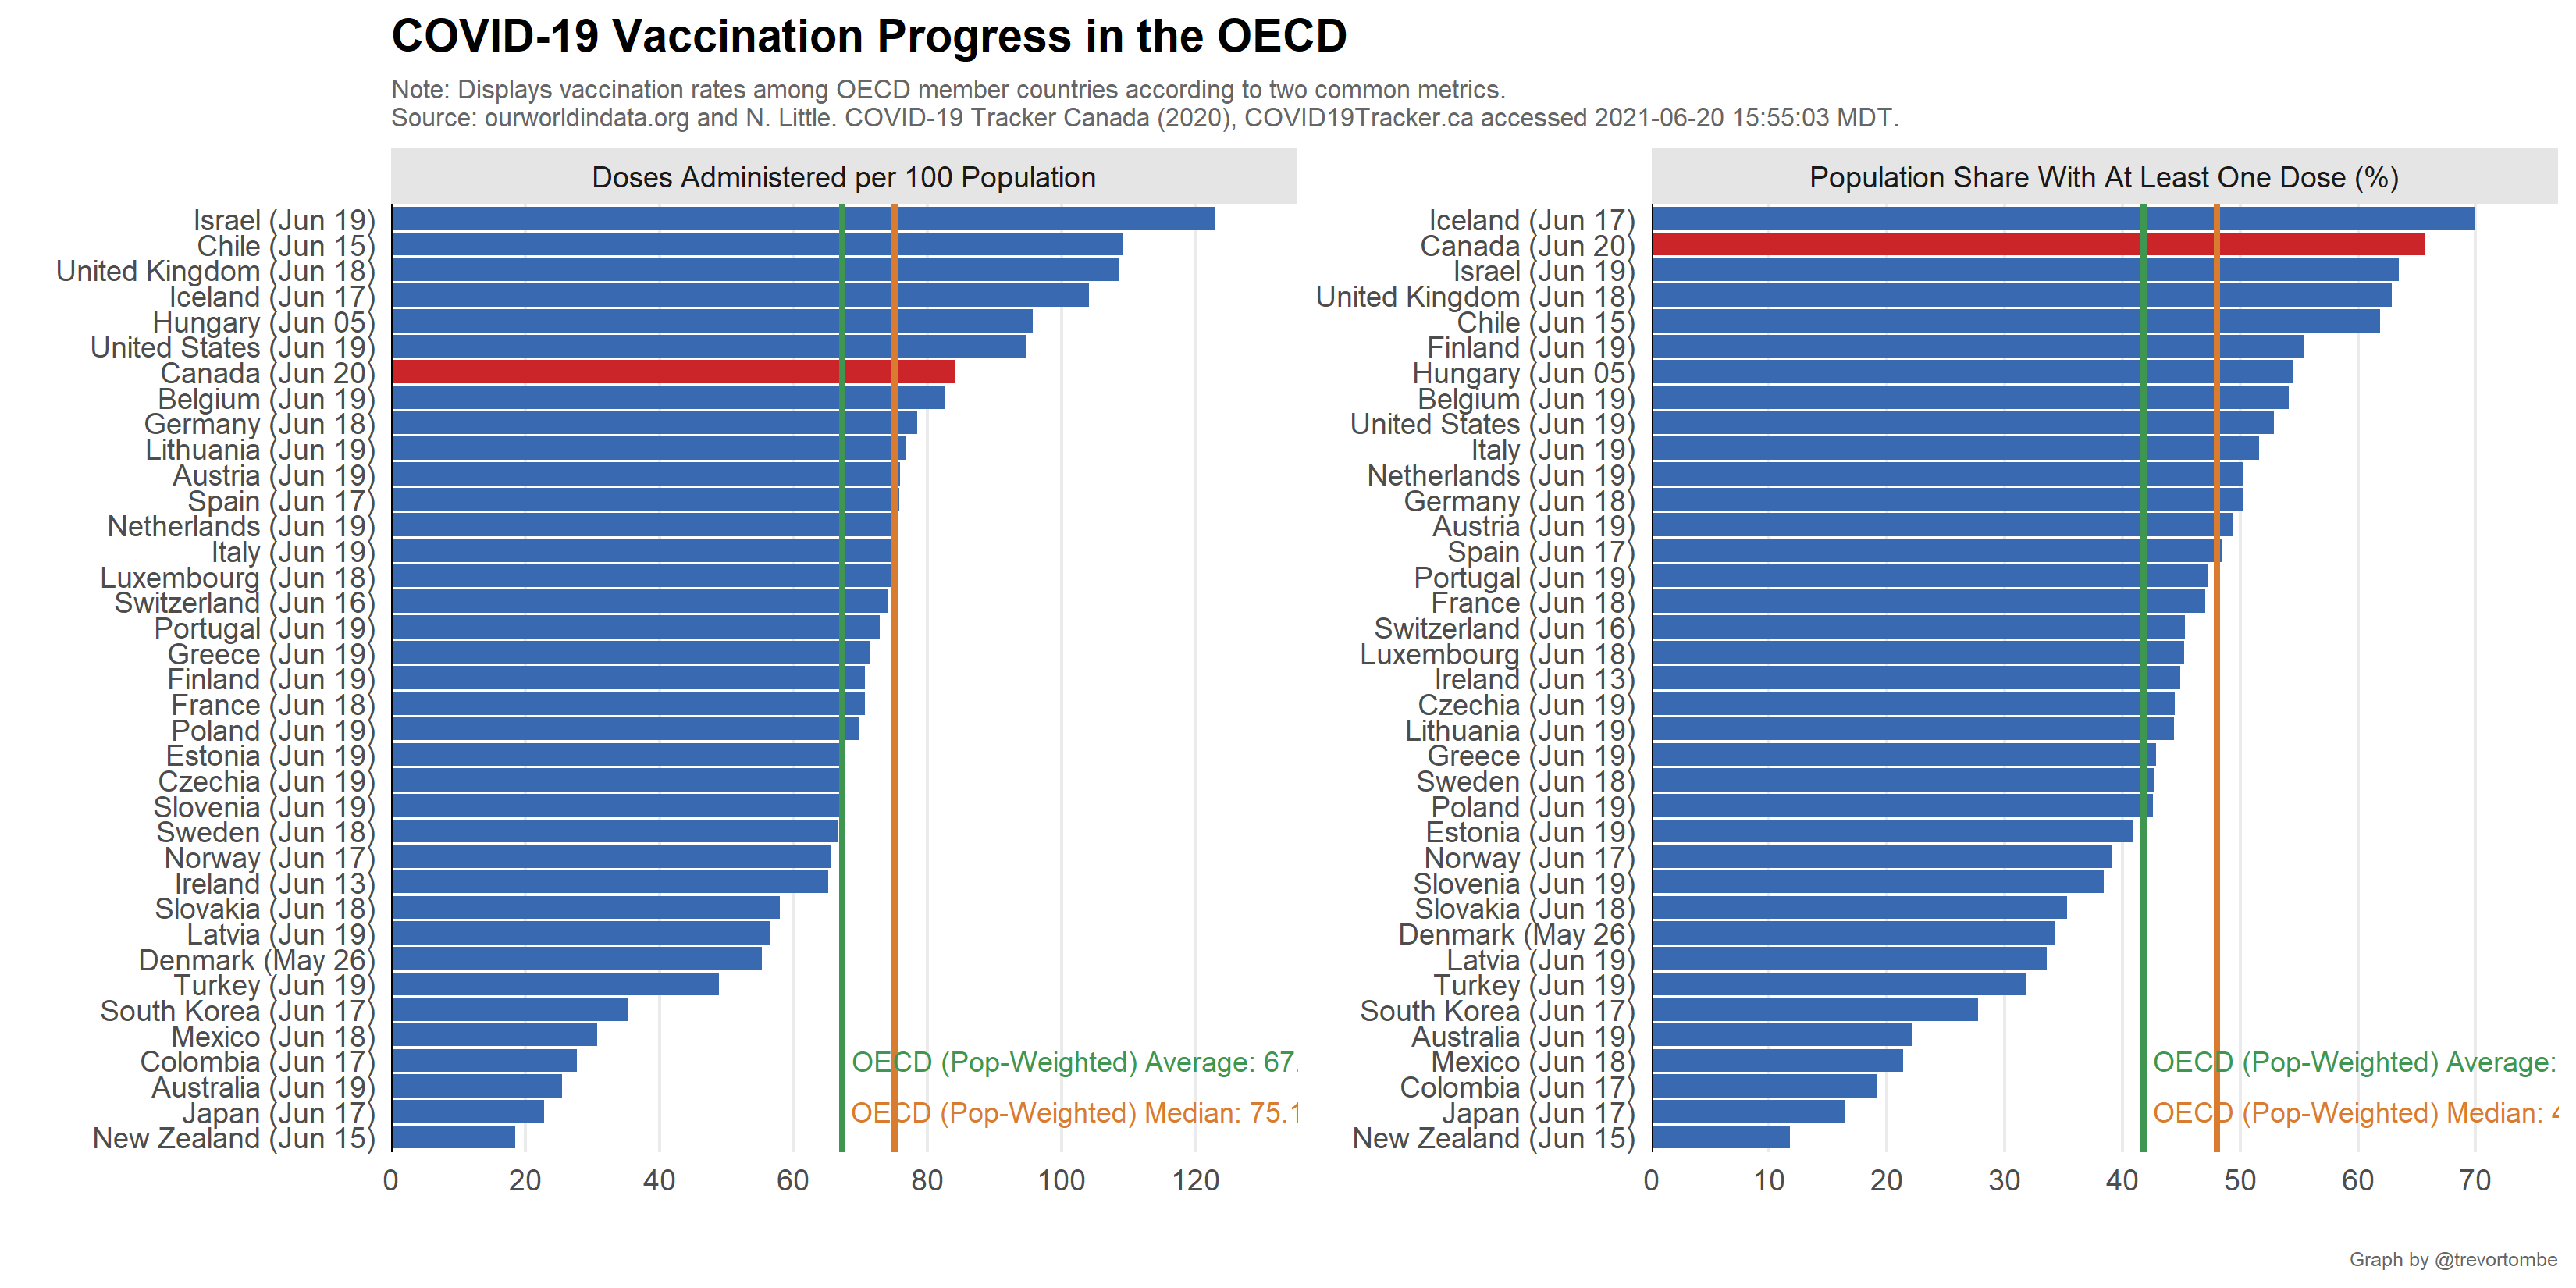 COVID-19 Vaccination Progress in the OECD
Note: Displays vaccination rates among OECD member countries according to two common metrics.
Source: ourworldindata.org and N. Little. COVID-19 Tracker Canada (2020), COVID19Tracker.ca accessed 2021-06-20 15:55:03 MDT.
Doses Administered per 100 Population
Israel (Jun 19)
Chile (Jun 15)
United Kingdom (Jun 18)
Iceland (Jun 17)
Hungary (Jun 05)
United States (Jun 19)
Canada (Jun 20)
Belgium (Jun 19)
Germany (Jun 18)
Lithuania (Jun 19)
Austria (Jun 19)
Spain (Jun 17)
Netherlands (Jun 19)
Italy (Jun 19)
Luxembourg (Jun 18)
Switzerland (Jun 16)
Portugal (Jun 19)
Greece (Jun 19)
Finland (Jun 19)
France (Jun 18)
Poland (Jun 19)
Estonia (Jun 19)
Czechia (Jun 19)
Slovenia (Jun 19)
Sweden (Jun 18)
Norway (Jun 17)
Ireland (Jun 13)
Slovakia (Jun 18)
Latvia (Jun 19)
Denmark (May 26)
Turkey (Jun 19)
South Korea (Jun 17)
Mexico (Jun 18)
Colombia (Jun 17)
Australia (Jun 19)
Japan (Jun 17)
New Zealand (Jun 15)
OECD (Pop-Weighted) Average: 67.
OECD (Pop-Weighted) Median: 75.1
0 20 40 60 80 100 120
Population Share With At Least One Dose (%)
Iceland (Jun 17)
Canada (Jun 20)
Israel (Jun 19)
United Kingdom (Jun 18)
Chile (Jun 15)
Finland (Jun 19)
Hungary (Jun 05)
Belgium (Jun 19)
United States (Jun 19)
Italy (Jun 19)
Netherlands (Jun 19)
Germany (Jun 18)
Austria (Jun 19)
Spain (Jun 17)
Portugal (Jun 19)
France (Jun 18)
Switzerland (Jun 16)
Luxembourg (Jun 18)
Ireland (Jun 13)
Czechia (Jun 19)
Lithuania (Jun 19)
Greece (Jun 19)
Sweden (Jun 18)
Poland (Jun 19)
Estonia (Jun 19)
Norway (Jun 17)
Slovenia (Jun 19)
Slovakia (Jun 18)
Denmark (May 26)
Latvia (Jun 19)
Turkey (Jun 19)
South Korea (Jun 17)
Australia (Jun 19)
Mexico (Jun 18)
Colombia (Jun 17)
Japan (Jun 17)
New Zealand (Jun 15)
OECD (Pop-Weighted) Average:
OECD (Pop-Weighted) Median:
0 10 20 30 40 50 60 70
Graph by @trevortombe